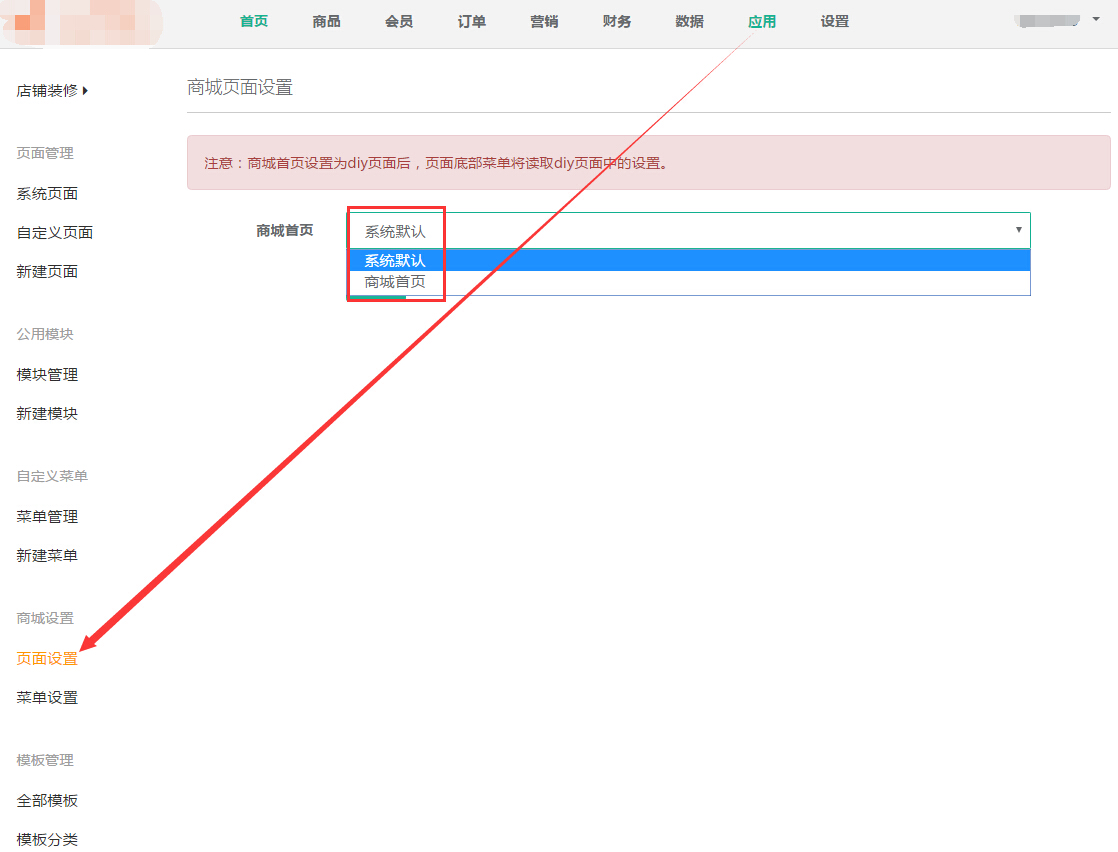 首页 商品 会员 订单 营销 财务 数据 应用 设置
店铺装修
页面管理
系统页面
自定义页面
新建页面
公用模块
模块管理
新建模块
自定义菜单
菜单管理
新建菜单
商城设置
页面设置
菜单设置
模板管理
全部模板
模板分类
商城页面设置
注意：商城首页设置为diy页面后，页面底部菜单将读取diy页面中的设置。
商城首页 系统默认
系统默认
商城首页